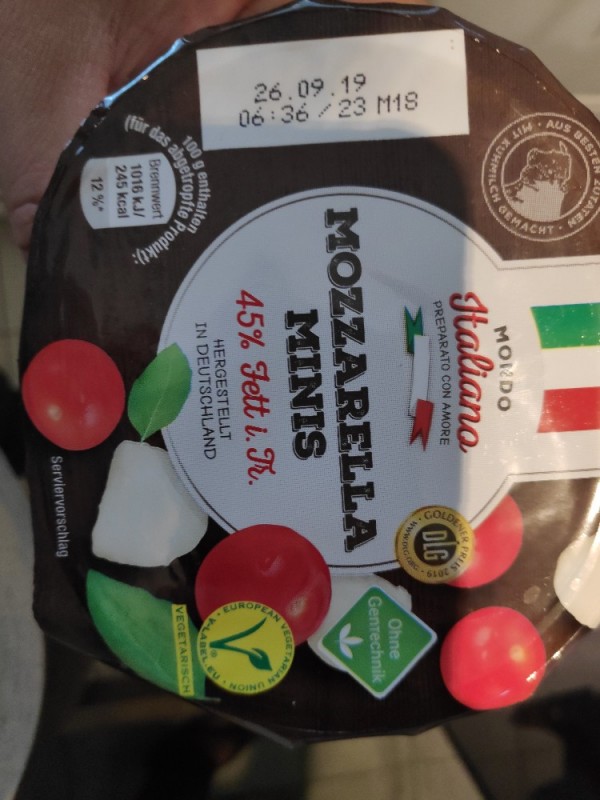 26.09.19
06:36 / 23 M18
100 g enthalten
(für das abgetropfte Produkt):
Brennwert
1016 kJ/
245 kcal
12 %*
• AUS BESTEN ZUTATEN •
MIT KUHMILCH GEMACHT
MONDO
Italiano
PREPARATO CON AMORE
MOZZARELLA
MINIS
45% Fett i. Tr.
HERGESTELLT
IN DEUTSCHLAND
Serviervorschlag
• GOLDENER PREIS 2019 •
DLG
EUROPEAN VEGETARIAN UNION
V-LABEL.EU
VEGETARISCH
Ohne
Gentechnik